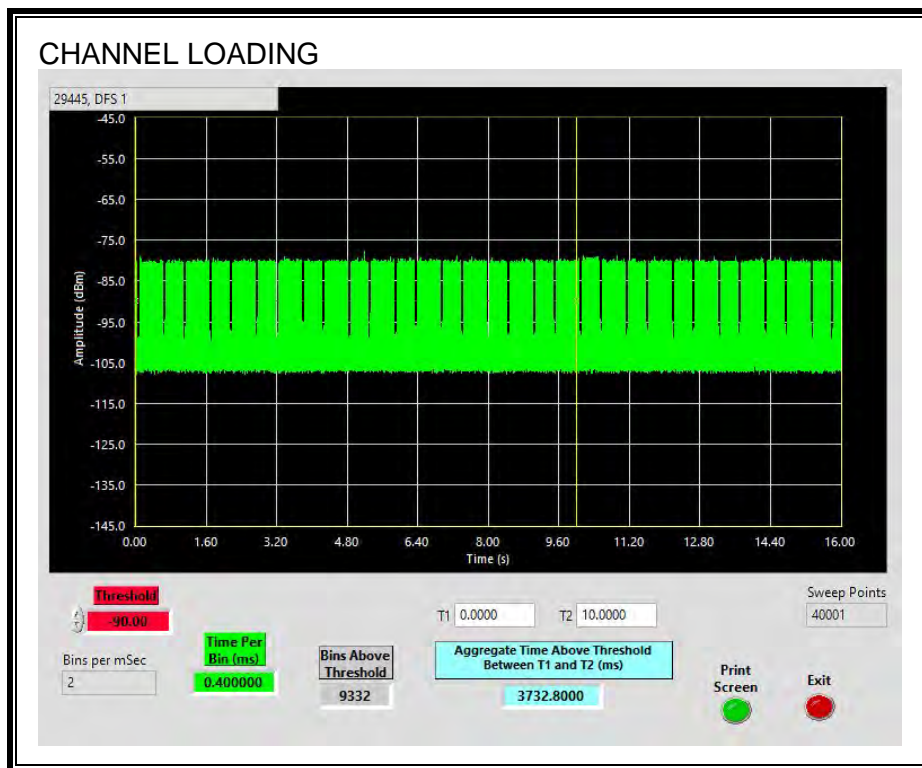 CHANNEL LOADING
29445, DFS 1
-45.0
-55.0
-65.0
-75.0
-85.0
-95.0
-105.0
-115.0
-125.0
-135.0
-145.0
Amplitude (dBm)
0.00 1.60 3.20 4.80 6.40 8.00 9.60 11.20 12.80 14.40 16.00
Time (s)
Threshold
-90.00
Bins per mSec
2
Time Per
Bin (ms)
0.400000
Bins Above
Threshold
9332
T1 0.0000 T2 10.0000
Aggregate Time Above Threshold
Between T1 and T2 (ms)
3732.8000
Sweep Points
40001
Print
Screen
Exit